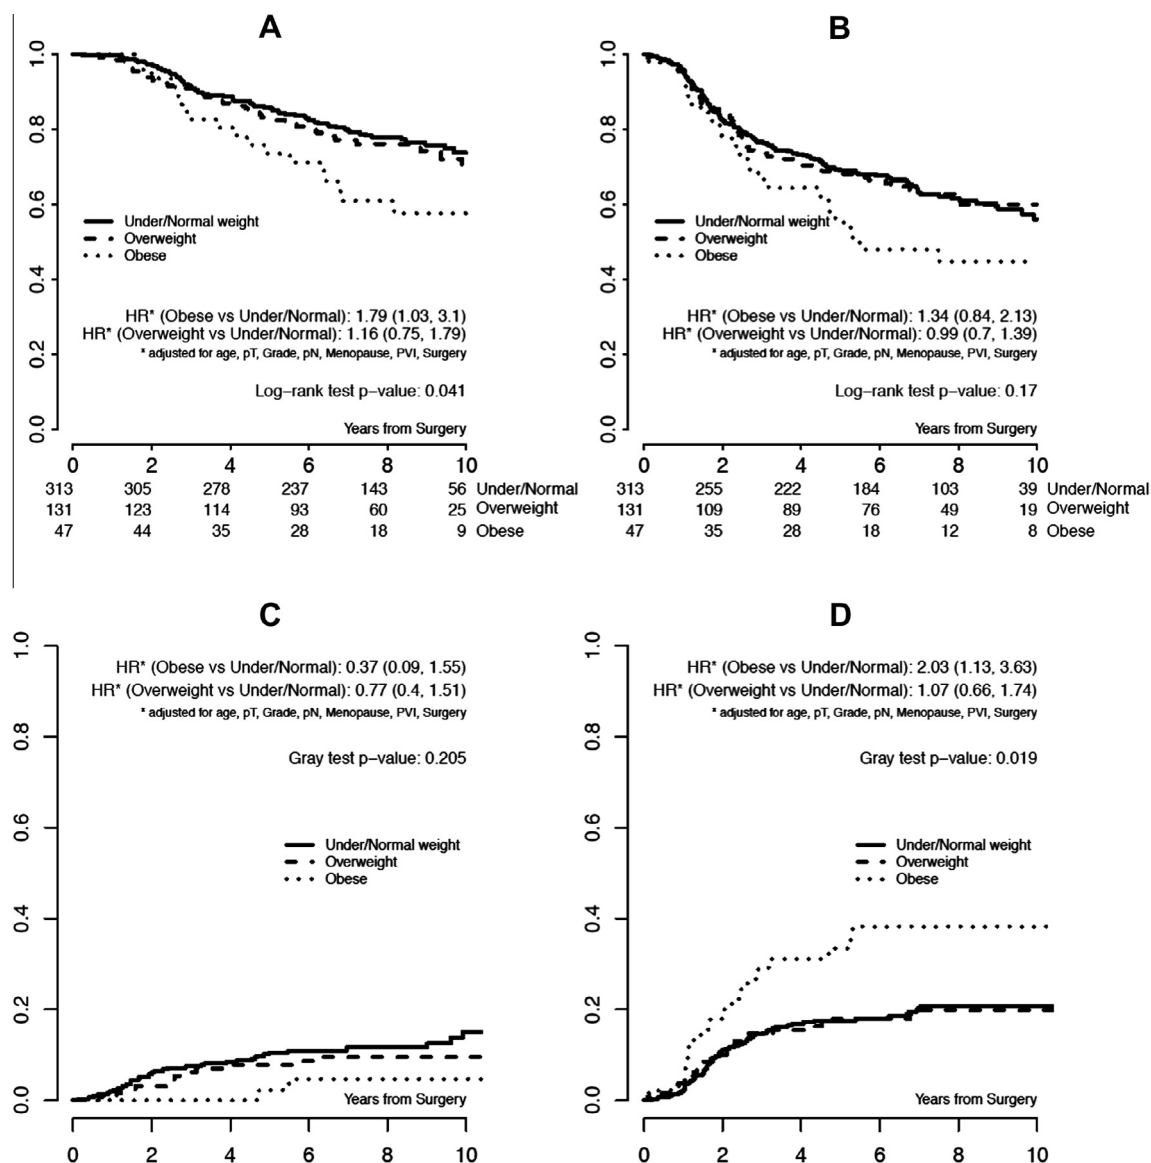 A
1.0
0.8
0.6
0.4
0.2
0.0
Under/Normal weight
Overweight
Obese
HR* (Obese vs Under/Normal): 1.79 (1.03, 3.1)
HR* (Overweight vs Under/Normal): 1.16 (0.75, 1.79)
* adjusted for age, pT, Grade, pN, Menopause, PVI, Surgery
Log–rank test p–value: 0.041
Years from Surgery
0 2 4 6 8 10
313 305 278 237 143 56 Under/Normal
131 123 114 93 60 25 Overweight
47 44 35 28 18 9 Obese
B
1.0
0.8
0.6
0.4
0.2
0.0
Under/Normal weight
Overweight
Obese
HR* (Obese vs Under/Normal): 1.34 (0.84, 2.13)
HR* (Overweight vs Under/Normal): 0.99 (0.7, 1.39)
* adjusted for age, pT, Grade, pN, Menopause, PVI, Surgery
Log–rank test p–value: 0.17
Years from Surgery
0 2 4 6 8 10
313 255 222 184 103 39 Under/Normal
131 109 89 76 49 19 Overweight
47 35 28 18 12 8 Obese
C
1.0
0.8
0.6
0.4
0.2
0.0
HR* (Obese vs Under/Normal): 0.37 (0.09, 1.55)
HR* (Overweight vs Under/Normal): 0.77 (0.4, 1.51)
* adjusted for age, pT, Grade, pN, Menopause, PVI, Surgery
Gray test p–value: 0.205
Under/Normal weight
Overweight
Obese
Years from Surgery
0 2 4 6 8 10
D
1.0
0.8
0.6
0.4
0.2
0.0
HR* (Obese vs Under/Normal): 2.03 (1.13, 3.63)
HR* (Overweight vs Under/Normal): 1.07 (0.66, 1.74)
* adjusted for age, pT, Grade, pN, Menopause, PVI, Surgery
Gray test p–value: 0.019
Under/Normal weight
Overweight
Obese
Years from Surgery
0 2 4 6 8 10